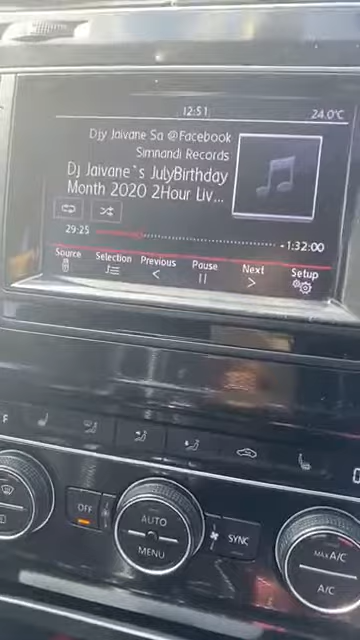 12:51
24.0°C
Djy Jaivane Sa @Facebook
Simnandi Records
Dj Jaivane`s JulyBirthday
Month 2020 2Hour Liv...
29:25
-1:32:00
Source Selection Previous Pause Next Setup
OFF
AUTO
MENU
SYNC
MAX A/C
A/C